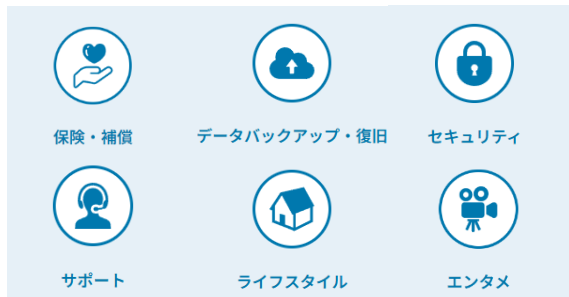 保険・補償
データバックアップ・復旧
セキュリティ
サポート
ライフスタイル
エンタメ